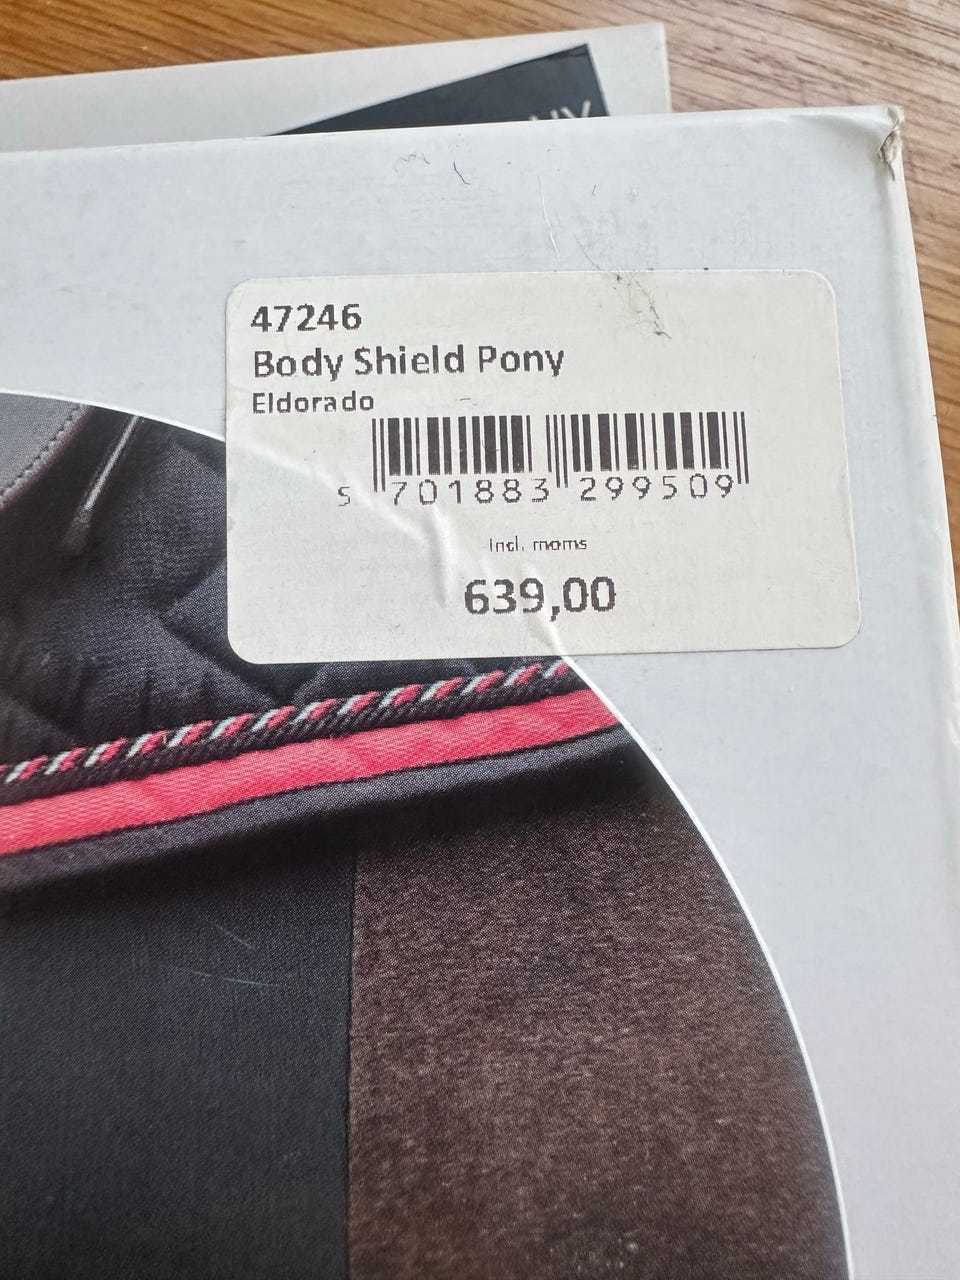 47246
Body Shield Pony
Eldorado
5 701883 299509
Incl. moms
639,00